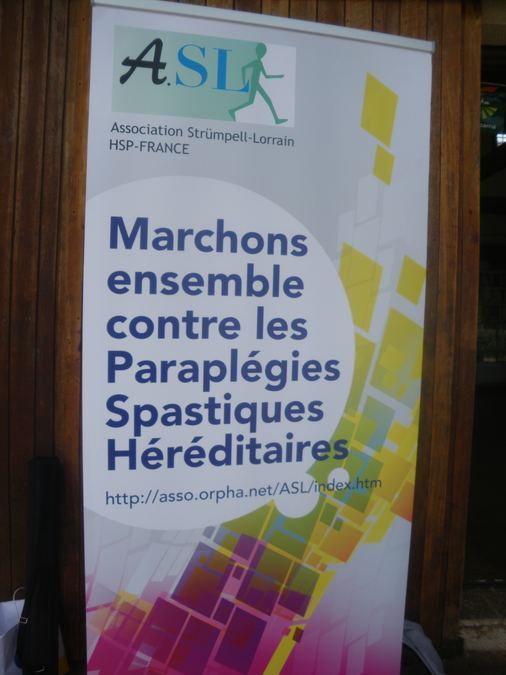 A.SL
Association Strümpell-Lorrain
HSP-FRANCE
Marchons
ensemble
contre les
Paraplégies
Spastiques
Héréditaires
http://asso.orpha.net/ASL/index.htm